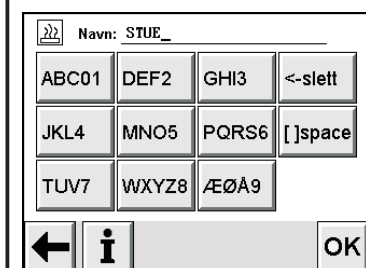 Navn: STUE_
ABC01 DEF2 GHI3 <-slett
JKL4 MNO5 PQRS6 [ ]space
TUV7 WXYZ8 ÆØÅ9
i OK